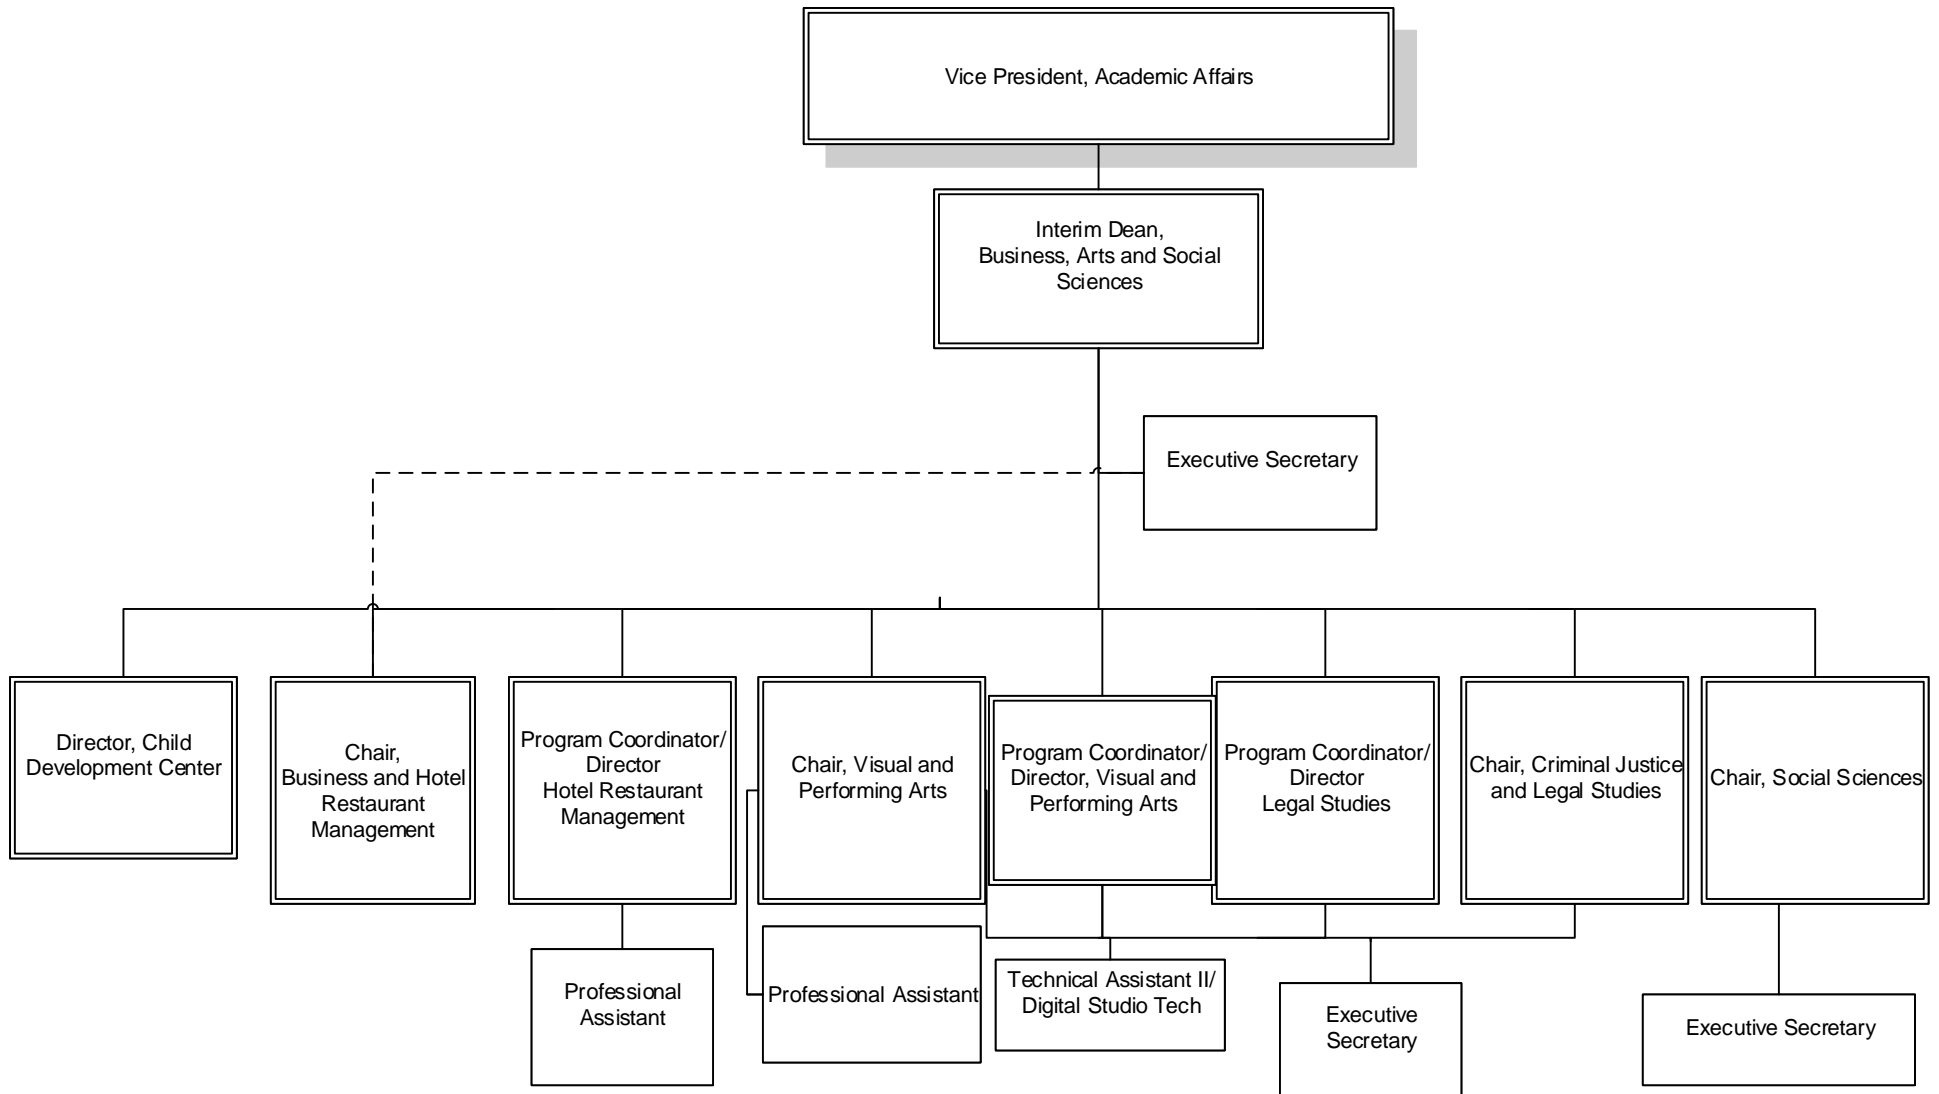 Vice President, Academic Affairs
Interim Dean,
Business, Arts and Social
Sciences
Executive Secretary
Director, Child
Development Center
Chair,
Business and Hotel
Restaurant
Management
Program Coordinator/
Director
Hotel Restaurant
Management
Chair, Visual and
Performing Arts
Program Coordinator/
Director, Visual and
Performing Arts
Program Coordinator/
Director
Legal Studies
Chair, Criminal Justice
and Legal Studies
Chair, Social Sciences
Professional
Assistant
Professional Assistant
Technical Assistant II/
Digital Studio Tech
Executive
Secretary
Executive Secretary